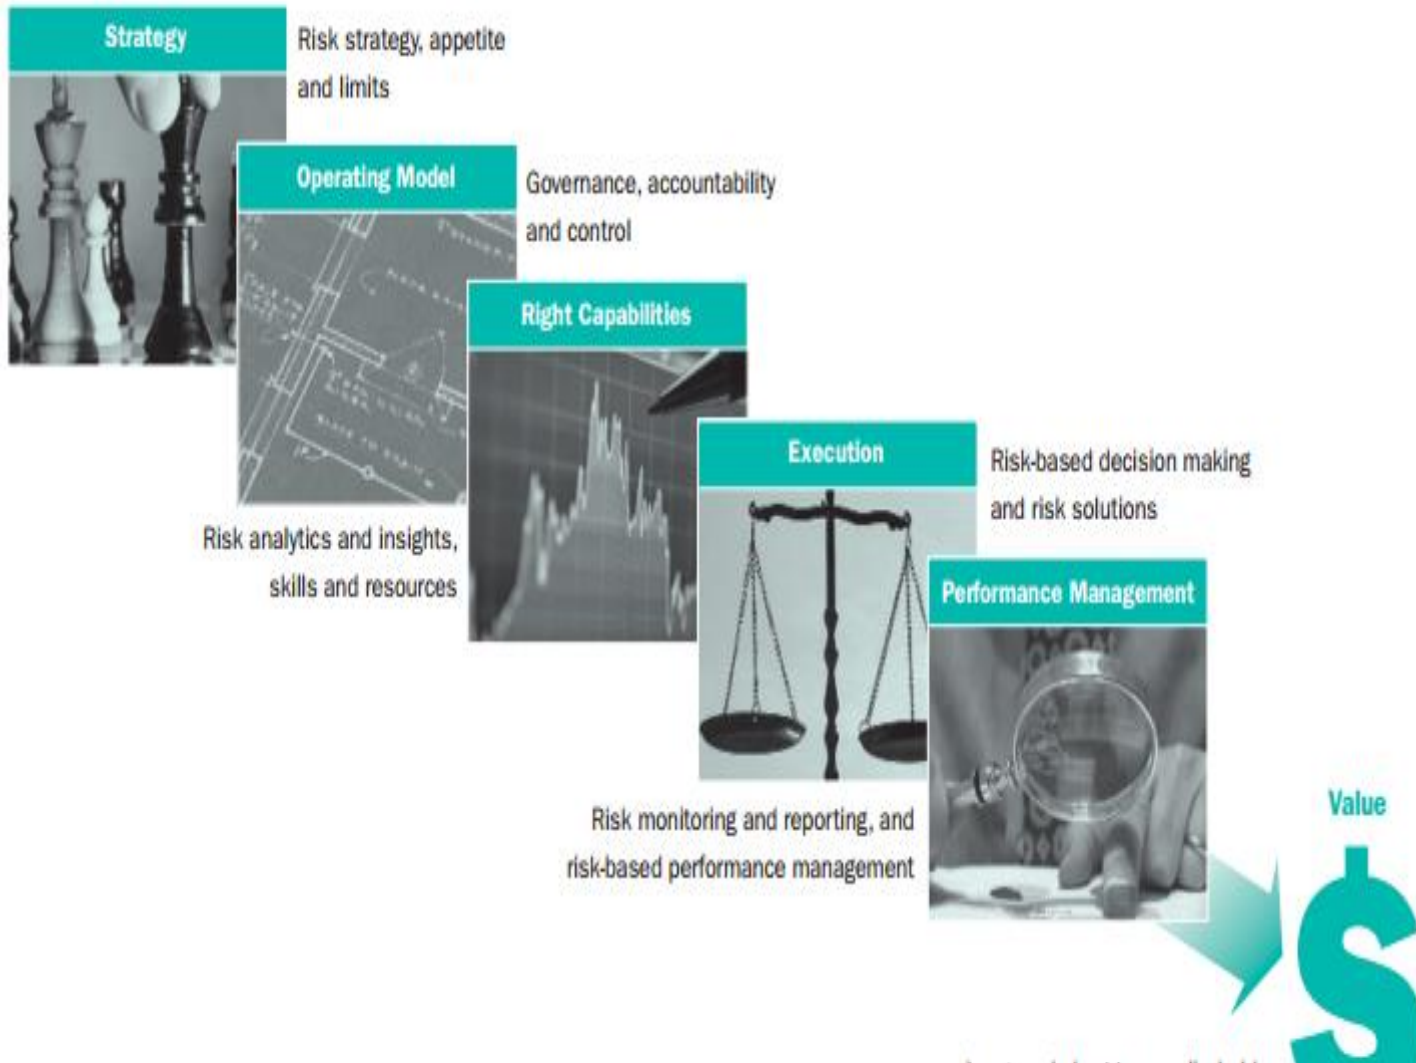 Strategy
Risk strategy, appetite
and limits
Operating Model
Governance, accountability
and control
Right Capabilities
Risk analytics and insights,
skills and resources
Execution
Risk-based decision making
and risk solutions
Performance Management
Risk monitoring and reporting, and
risk-based performance management
Value
$